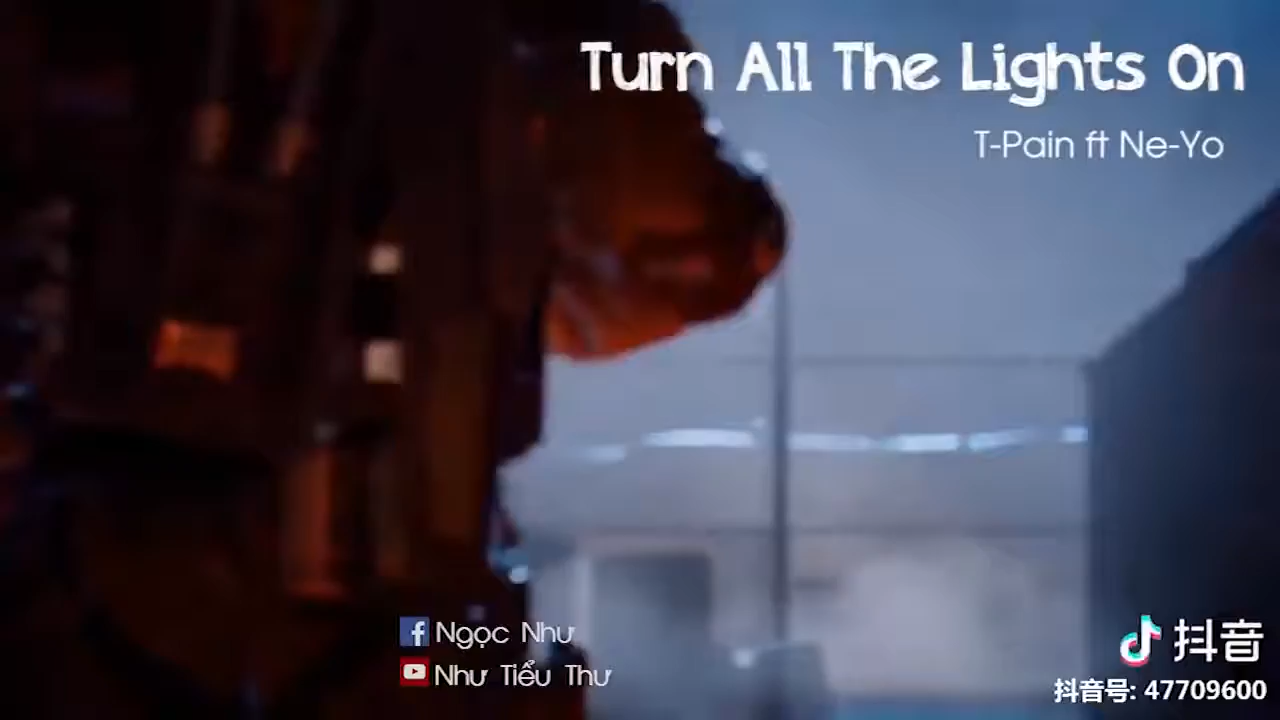 Turn All The Lights On
T-Pain ft Ne-Yo
Ngọc Như
Như Tiểu Thư
抖音
抖音号: 47709600